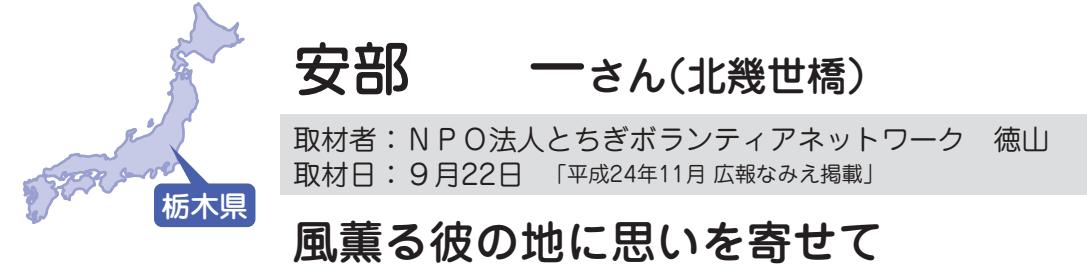 安部　　一さん（北幾世橋）
取材者：ＮＰＯ法人とちぎボランティアネットワーク　徳山
取材日：９月22日　「平成24年11月 広報なみえ掲載」
栃木県
風薫る彼の地に思いを寄せて